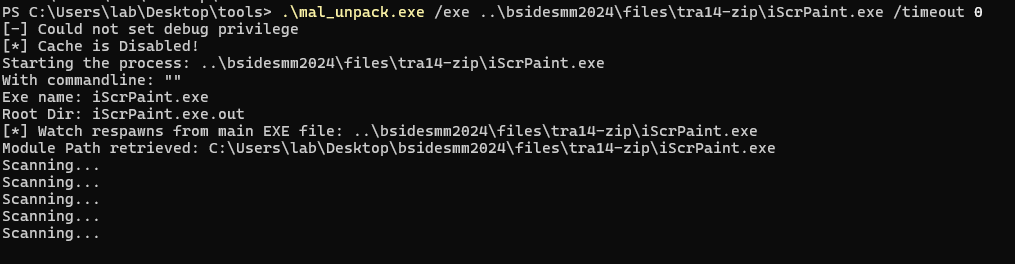 PS C:\Users\lab\Desktop\tools> .\mal_unpack.exe /exe ..\bsidesmm2024\files\tra14-zip\iScrPaint.exe /timeout 0
[-] Could not set debug privilege
[*] Cache is Disabled!
Starting the process: ..\bsidesmm2024\files\tra14-zip\iScrPaint.exe
With commandline: ""
Exe name: iScrPaint.exe
Root Dir: iScrPaint.exe.out
[*] Watch respawns from main EXE file: ..\bsidesmm2024\files\tra14-zip\iScrPaint.exe
Module Path retrieved: C:\Users\lab\Desktop\bsidesmm2024\files\tra14-zip\iScrPaint.exe
Scanning...
Scanning...
Scanning...
Scanning...
Scanning...